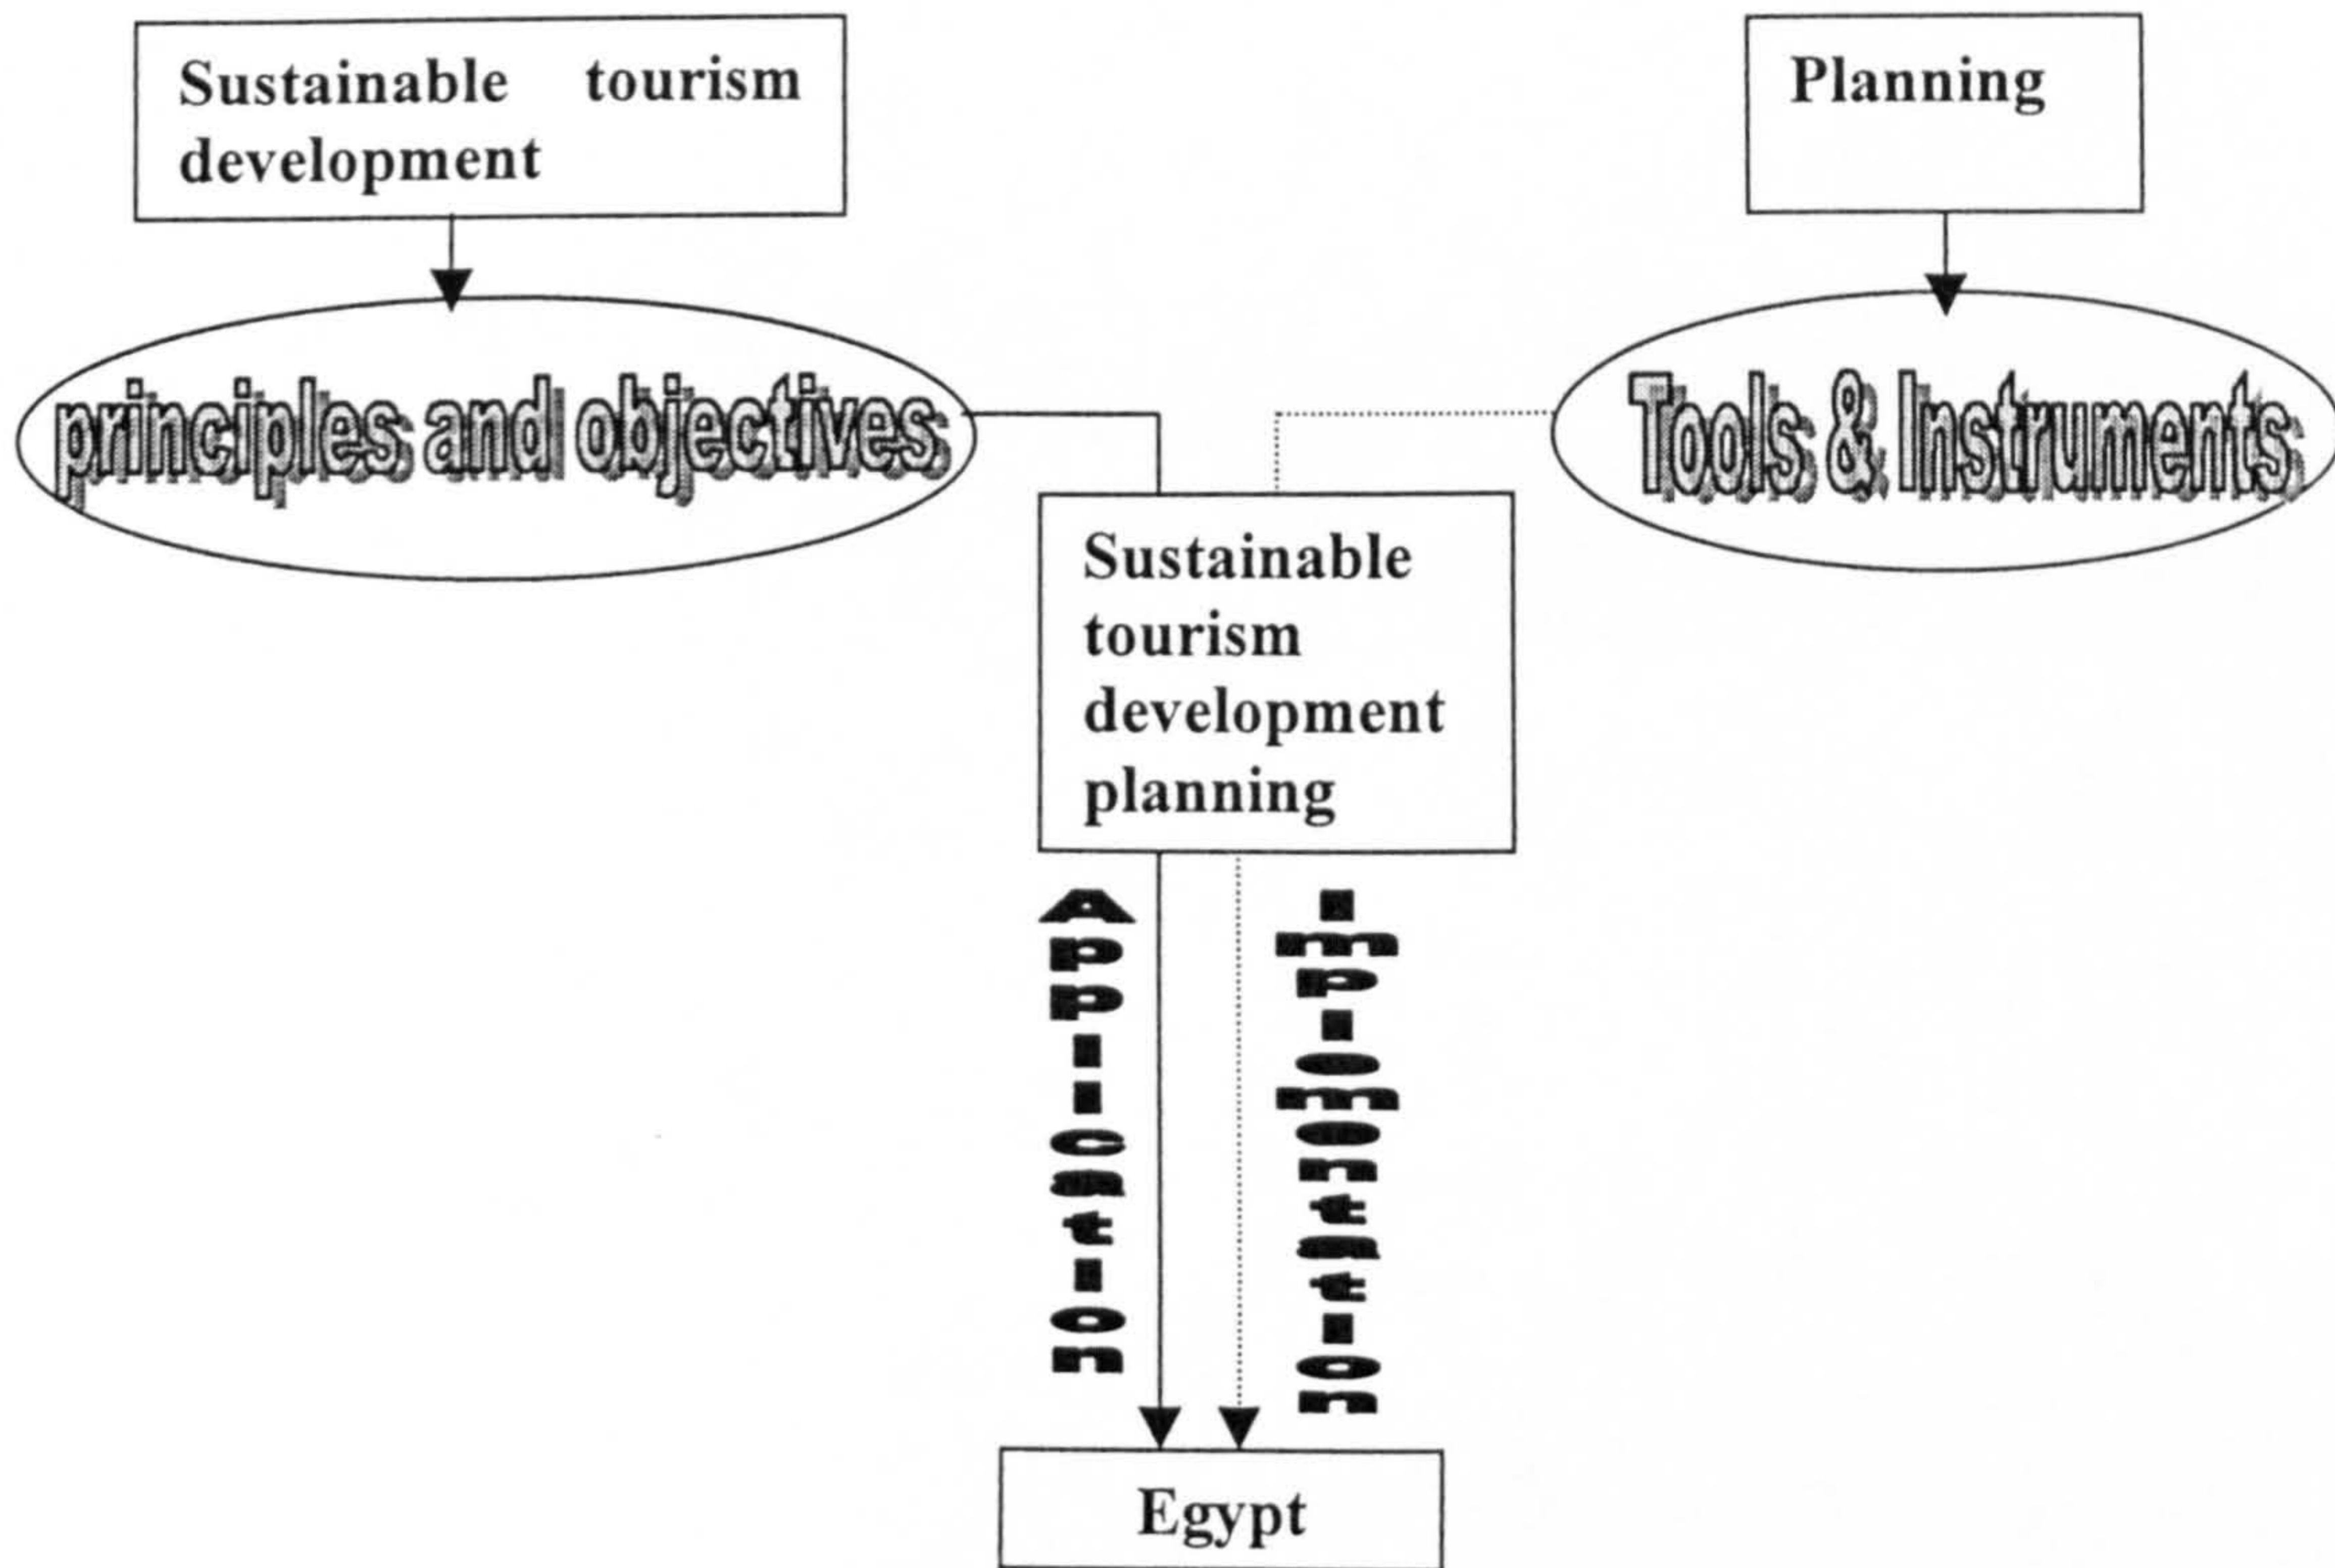 Sustainable tourism
development
Planning
principles and objectives
Tools & Instruments
Sustainable
tourism
development
planning
Application
Implementation
Egypt